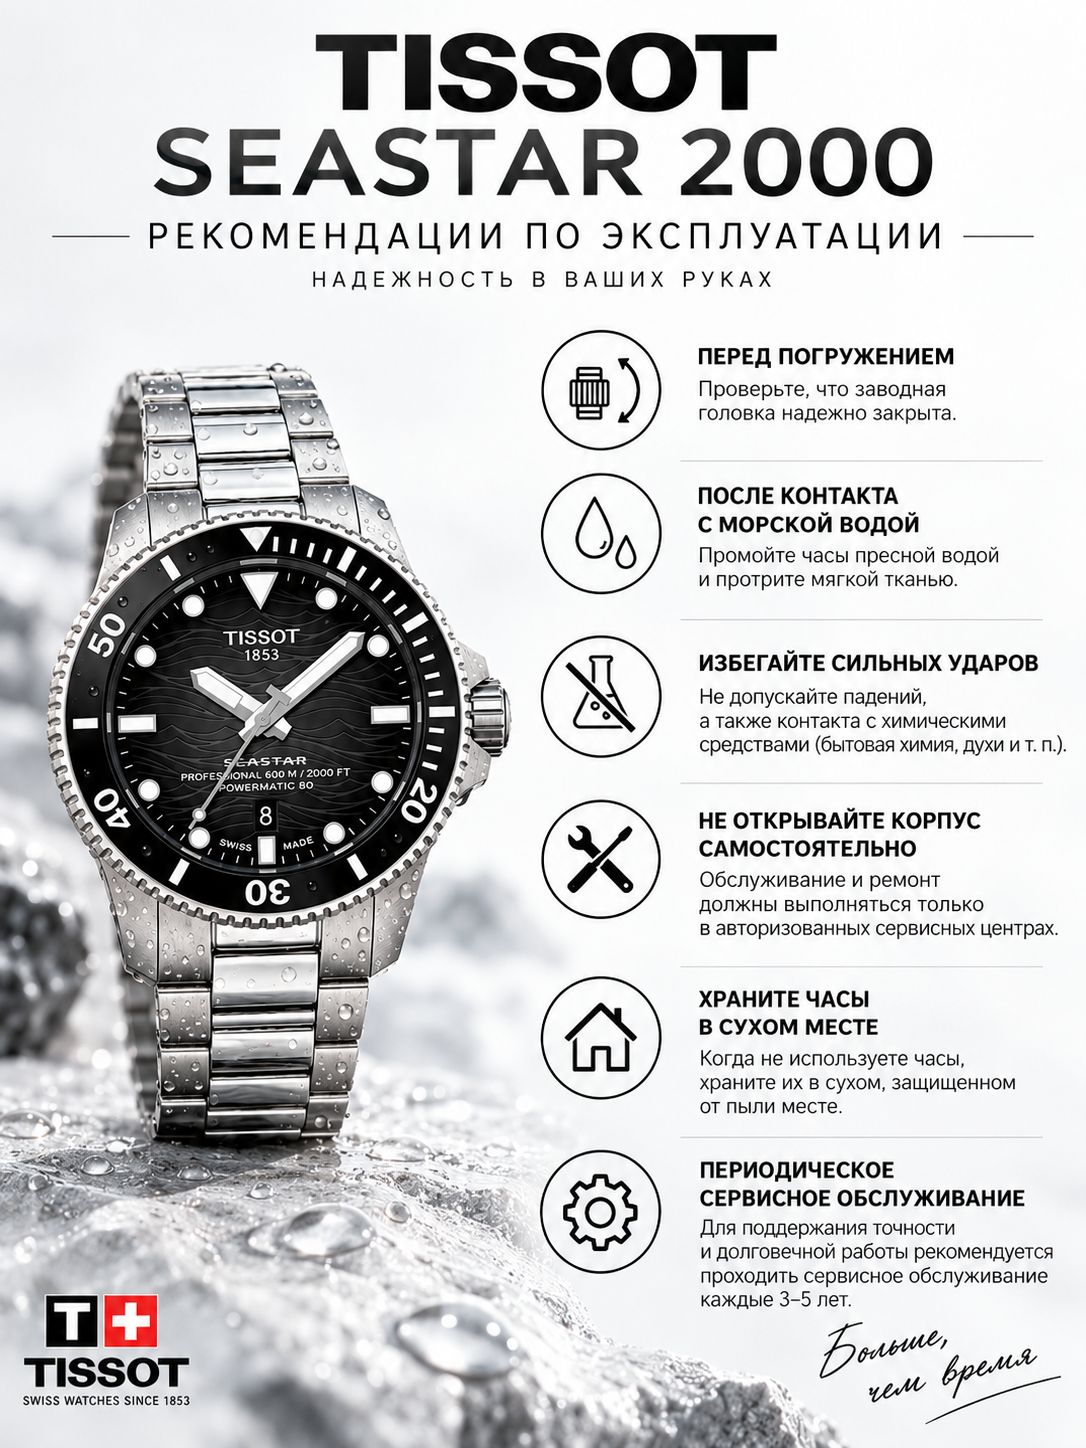 TISSOT
SEASTAR 2000
РЕКОМЕНДАЦИИ ПО ЭКСПЛУАТАЦИИ
НАДЕЖНОСТЬ В ВАШИХ РУКАХ
ПЕРЕД ПОГРУЖЕНИЕМ
Проверьте, что заводная
головка надежно закрыта.
ПОСЛЕ КОНТАКТА
С МОРСКОЙ ВОДОЙ
Промойте часы пресной водой
и протрите мягкой тканью.
ИЗБЕГАЙТЕ СИЛЬНЫХ УДАРОВ
Не допускайте падений,
а также контакта с химическими
средствами (бытовая химия, духи и т. п.).
НЕ ОТКРЫВАЙТЕ КОРПУС
САМОСТОЯТЕЛЬНО
Обслуживание и ремонт
должны выполняться только
в авторизованных сервисных центрах.
ХРАНИТЕ ЧАСЫ
В СУХОМ МЕСТЕ
Когда не используете часы,
храните их в сухом, защищенном
от пыли месте.
ПЕРИОДИЧЕСКОЕ
СЕРВИСНОЕ ОБСЛУЖИВАНИЕ
Для поддержания точности
и долговечной работы рекомендуется
проходить сервисное обслуживание
каждые 3–5 лет.
Больше,
чем время
50
40
30
20
TISSOT
1853
SEASTAR
PROFESSIONAL 600 M / 2000 FT
POWERMATIC 80
8
SWISS MADE
T+
TISSOT
SWISS WATCHES SINCE 1853